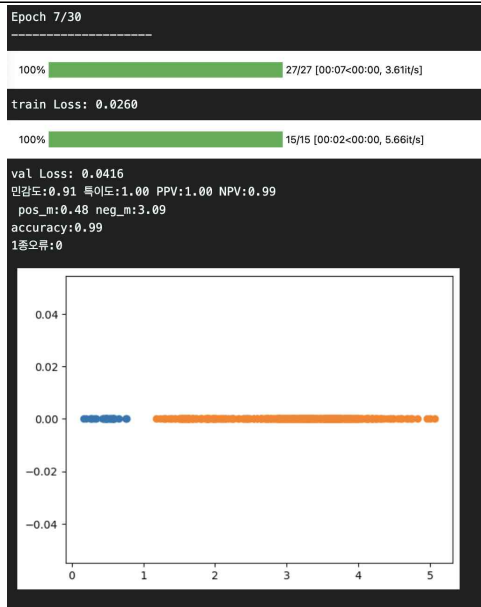 Epoch 7/30
--------------------
100% 27/27 [00:07<00:00, 3.61it/s]
train Loss: 0.0260
100% 15/15 [00:02<00:00, 5.66it/s]
val Loss: 0.0416
민감도:0.91 특이도:1.00 PPV:1.00 NPV:0.99
pos_m:0.48 neg_m:3.09
accuracy:0.99
1종오류:0
0.04
0.02
0.00
−0.02
−0.04
0 1 2 3 4 5